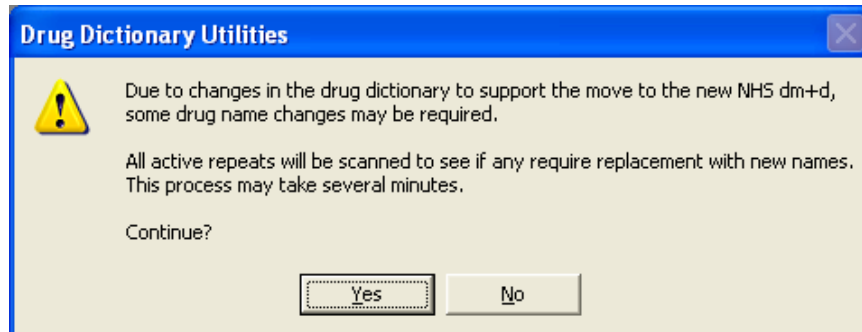 Drug Dictionary Utilities
Due to changes in the drug dictionary to support the move to the new NHS dm+d,
some drug name changes may be required.
All active repeats will be scanned to see if any require replacement with new names.
This process may take several minutes.
Continue?
Yes No